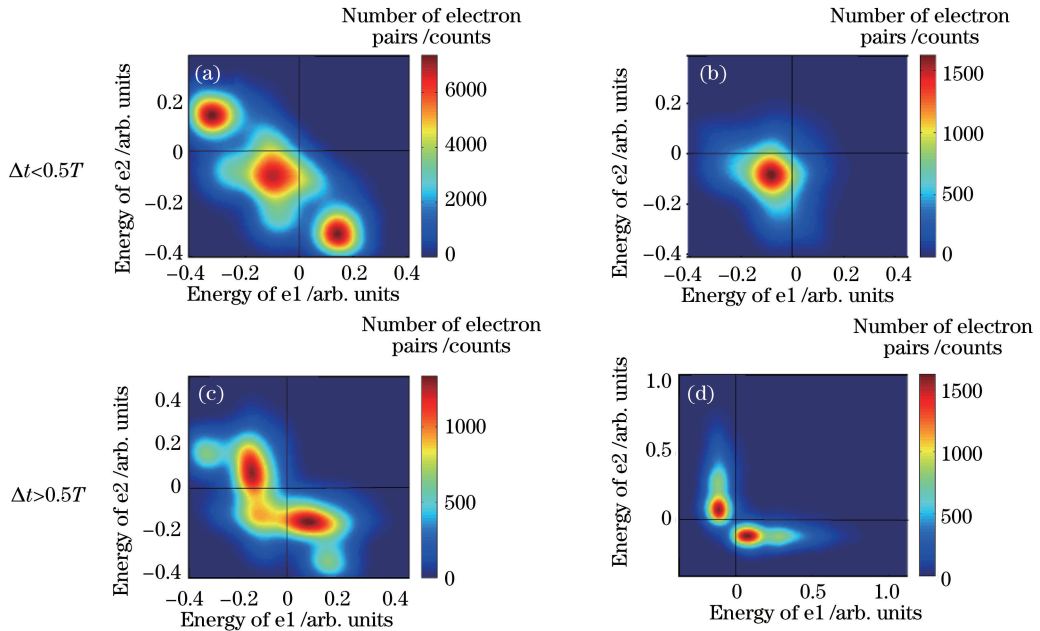 Number of electron
pairs /counts
(a)
6000
4000
2000
0
0.2
0
−0.2
−0.4
Energy of e2 /arb. units
−0.4 −0.2 0 0.2 0.4
Energy of e1 /arb. units
Δt<0.5T
Number of electron
pairs /counts
(b)
1500
1000
500
0
0.2
0
−0.2
−0.4
Energy of e2 /arb. units
−0.4 −0.2 0 0.2 0.4
Energy of e1 /arb. units
Number of electron
pairs /counts
(c)
1000
500
0
0.4
0.2
0
−0.2
−0.4
Energy of e2 /arb. units
−0.4 −0.2 0 0.2 0.4
Energy of e1 /arb. units
Δt>0.5T
Number of electron
pairs /counts
(d)
1500
1000
500
0
1.0
0.5
0
Energy of e2 /arb. units
0 0.5 1.0
Energy of e1 /arb. units